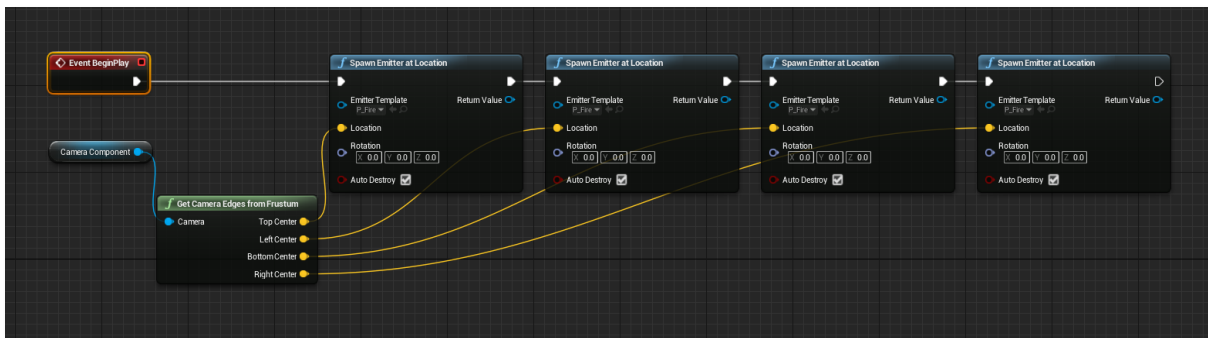 Event BeginPlay
Camera Component
Get Camera Edges from Frustum
Camera Top Center
Left Center
Bottom Center
Right Center
Spawn Emitter at Location
Emitter Template Return Value
P_Fire
Location
Rotation
X 0.0 Y 0.0 Z 0.0
Auto Destroy
Spawn Emitter at Location
Emitter Template Return Value
P_Fire
Location
Rotation
X 0.0 Y 0.0 Z 0.0
Auto Destroy
Spawn Emitter at Location
Emitter Template Return Value
P_Fire
Location
Rotation
X 0.0 Y 0.0 Z 0.0
Auto Destroy
Spawn Emitter at Location
Emitter Template Return Value
P_Fire
Location
Rotation
X 0.0 Y 0.0 Z 0.0
Auto Destroy